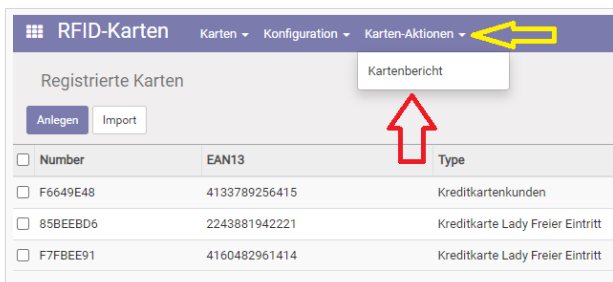 RFID-Karten Karten Konfiguration Karten-Aktionen
Kartenbericht
Registrierte Karten
Anlegen Import
Number EAN13 Type
F6649E48 4133789256415 Kreditkartenkunden
85BEEBD6 2243881942221 Kreditkarte Lady Freier Eintritt
F7FBEE91 4160482961414 Kreditkarte Lady Freier Eintritt